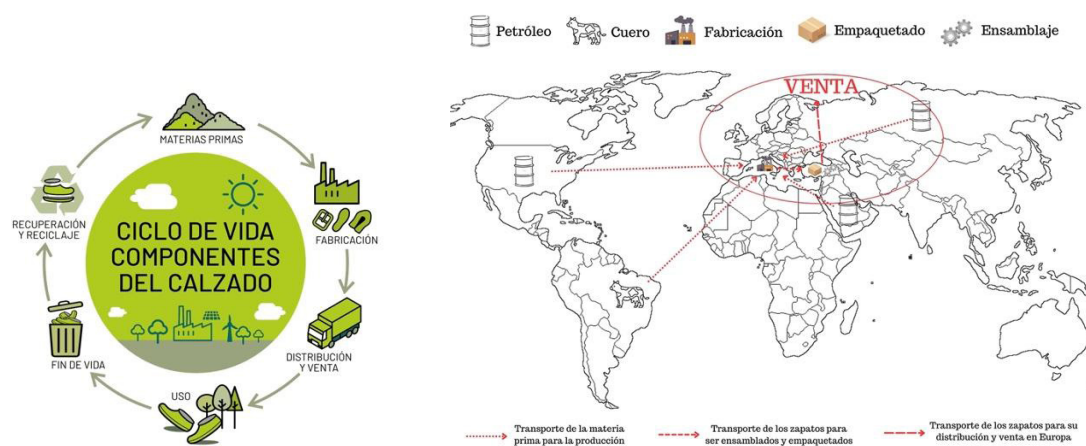 MATERIAS PRIMAS
FABRICACIÓN
DISTRIBUCIÓN
Y VENTA
USO
FIN DE VIDA
RECUPERACIÓN
Y RECICLAJE
CICLO DE VIDA
COMPONENTES
DEL CALZADO
Petróleo
Cuero
Fabricación
Empaquetado
Ensamblaje
VENTA
Transporte de la materia
prima para la producción
Transporte de los zapatos para
ser ensamblados y empaquetados
Transporte de los zapatos para su
distribución y venta en Europa